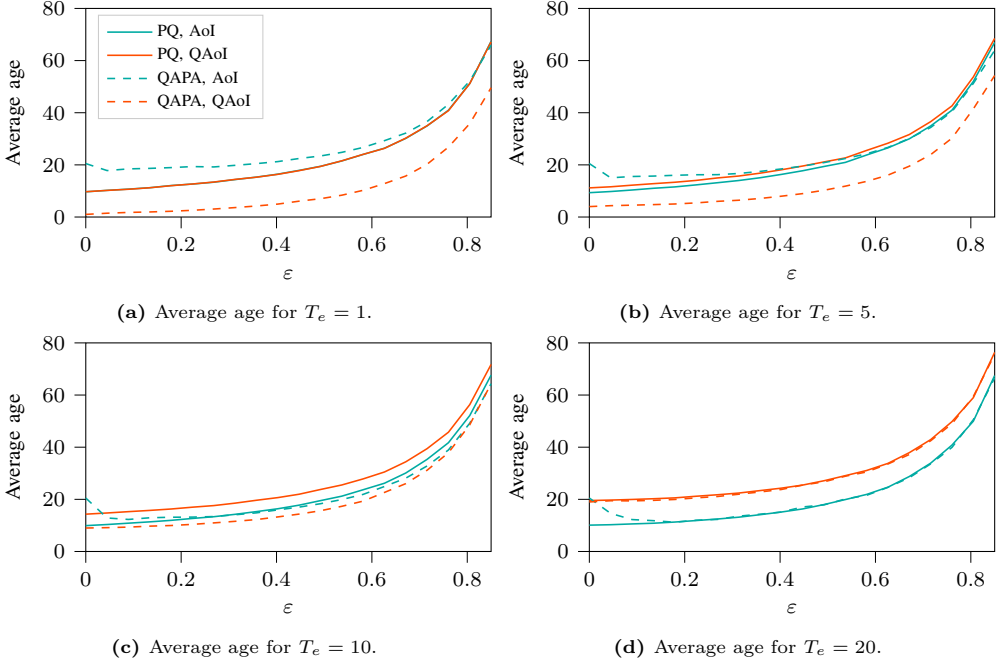 80
60
40
20
0
Average age
PQ, AoI
PQ, QAoI
QAPA, AoI
QAPA, QAoI
0 0.2 0.4 0.6 0.8
ε
(a) Average age for T_e = 1.
80
60
40
20
0
Average age
0 0.2 0.4 0.6 0.8
ε
(b) Average age for T_e = 5.
80
60
40
20
0
Average age
0 0.2 0.4 0.6 0.8
ε
(c) Average age for T_e = 10.
80
60
40
20
0
Average age
0 0.2 0.4 0.6 0.8
ε
(d) Average age for T_e = 20.